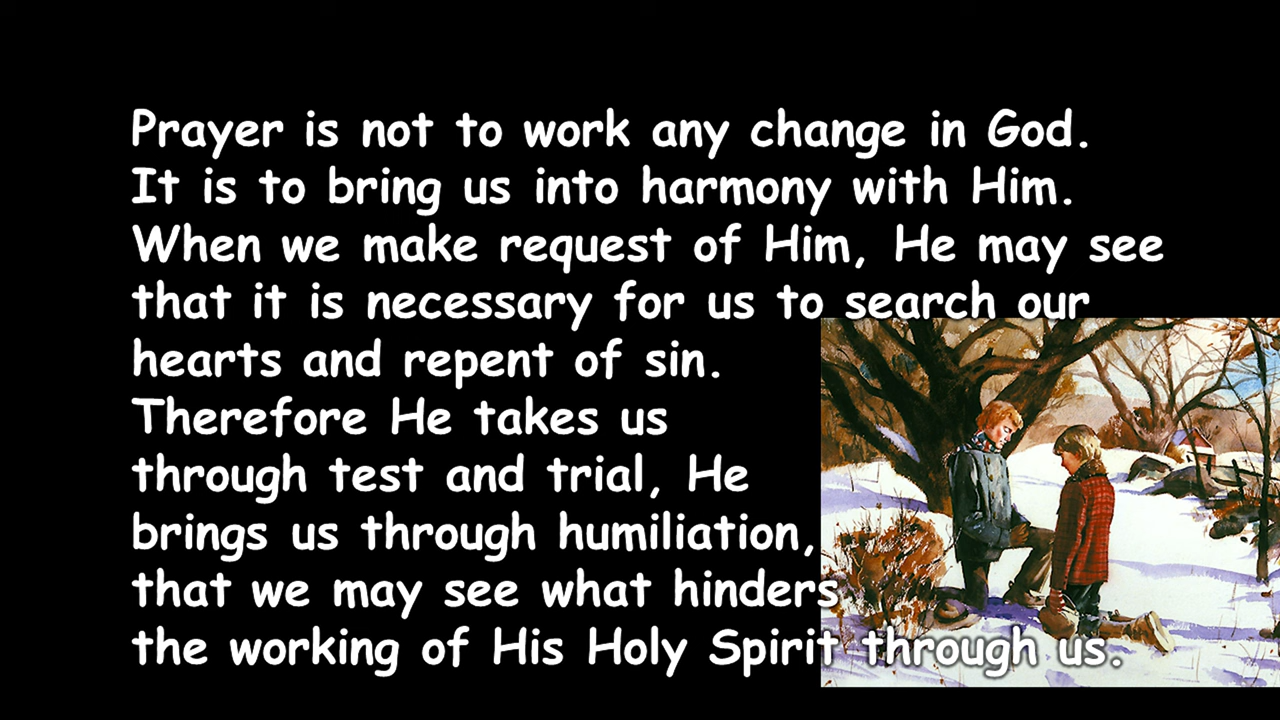 Prayer is not to work any change in God.
It is to bring us into harmony with Him.
When we make request of Him, He may see
that it is necessary for us to search our
hearts and repent of sin.
Therefore He takes us
through test and trial, He
brings us through humiliation,
that we may see what hinders
the working of His Holy Spirit through us.